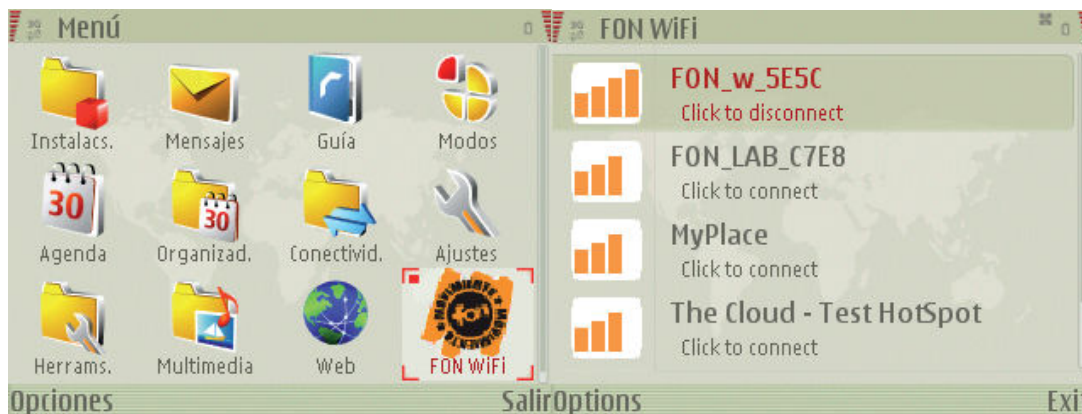 Menú
Instalacs. Mensajes Guía Modos
Agenda Organizad. Conectivid. Ajustes
Herrams. Multimedia Web FON WiFi
Opciones Salir
FON WiFi
FON_w_5E5C
Click to disconnect
FON_LAB_C7E8
Click to connect
MyPlace
Click to connect
The Cloud - Test HotSpot
Click to connect
Options Exi